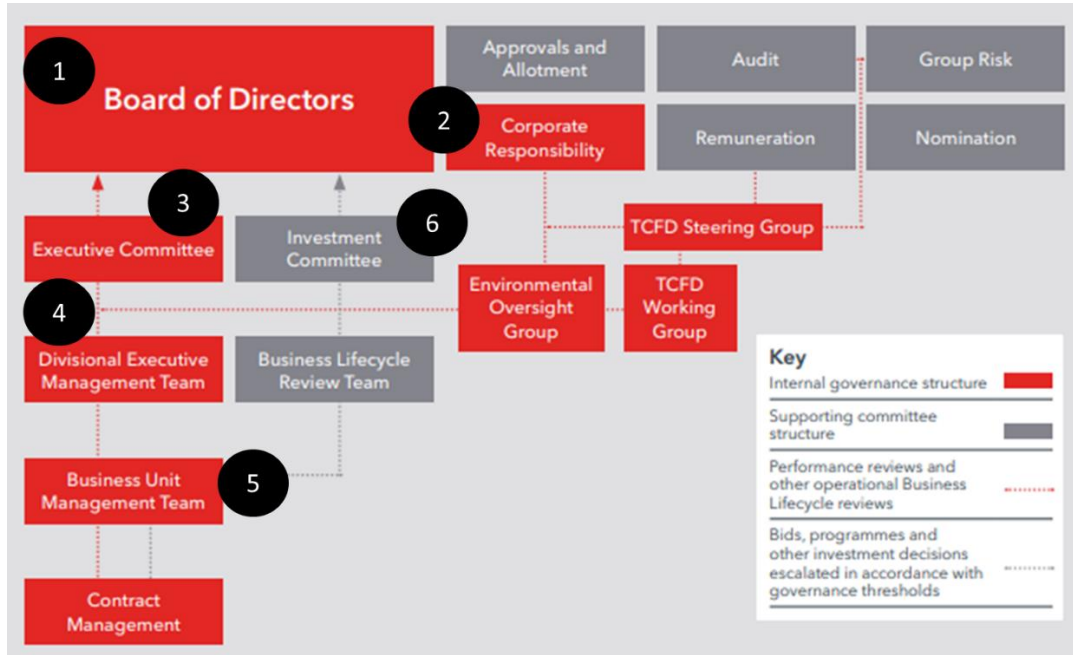 1
Board of Directors
Approvals and
Allotment
Audit
Group Risk
2
Corporate
Responsibility
Remuneration
Nomination
3
Executive Committee
6
Investment
Committee
TCFD Steering Group
4
Environmental
Oversight
Group
TCFD
Working
Group
Divisional Executive
Management Team
Business Lifecycle
Review Team
5
Business Unit
Management Team
Contract
Management
Key
Internal governance structure
Supporting committee
structure
Performance reviews and
other operational Business
Lifecycle reviews
Bids, programmes and
other investment decisions
escalated in accordance with
governance thresholds